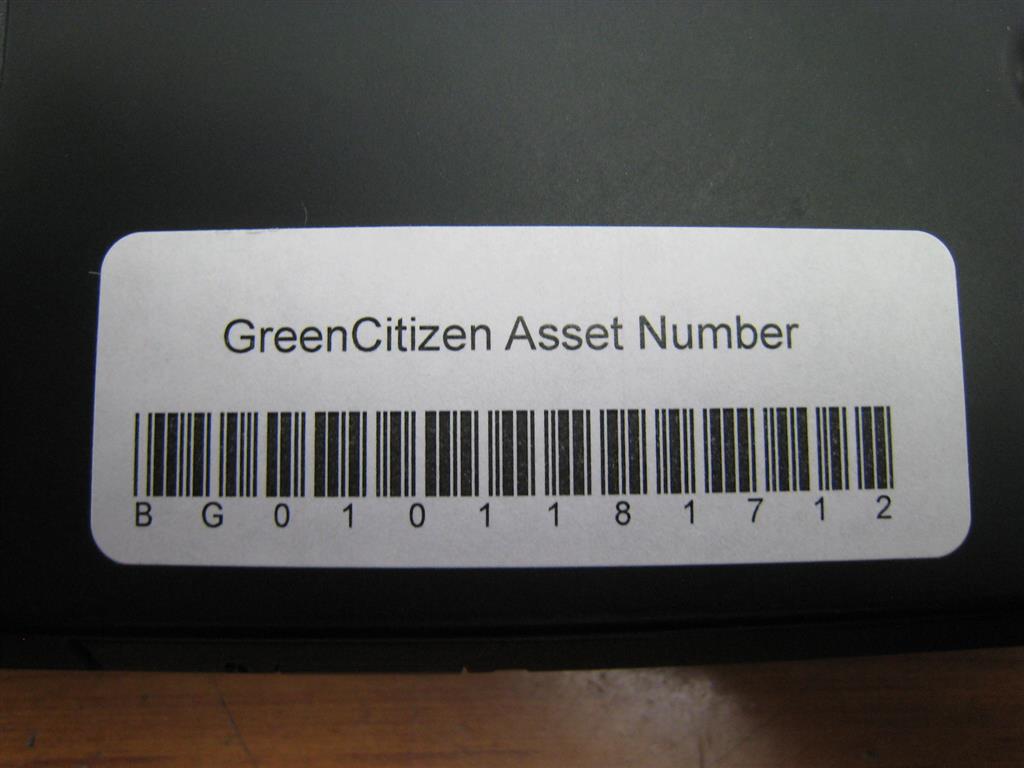 GreenCitizen Asset Number
B G 0 1 0 1 1 8 1 7 1 2